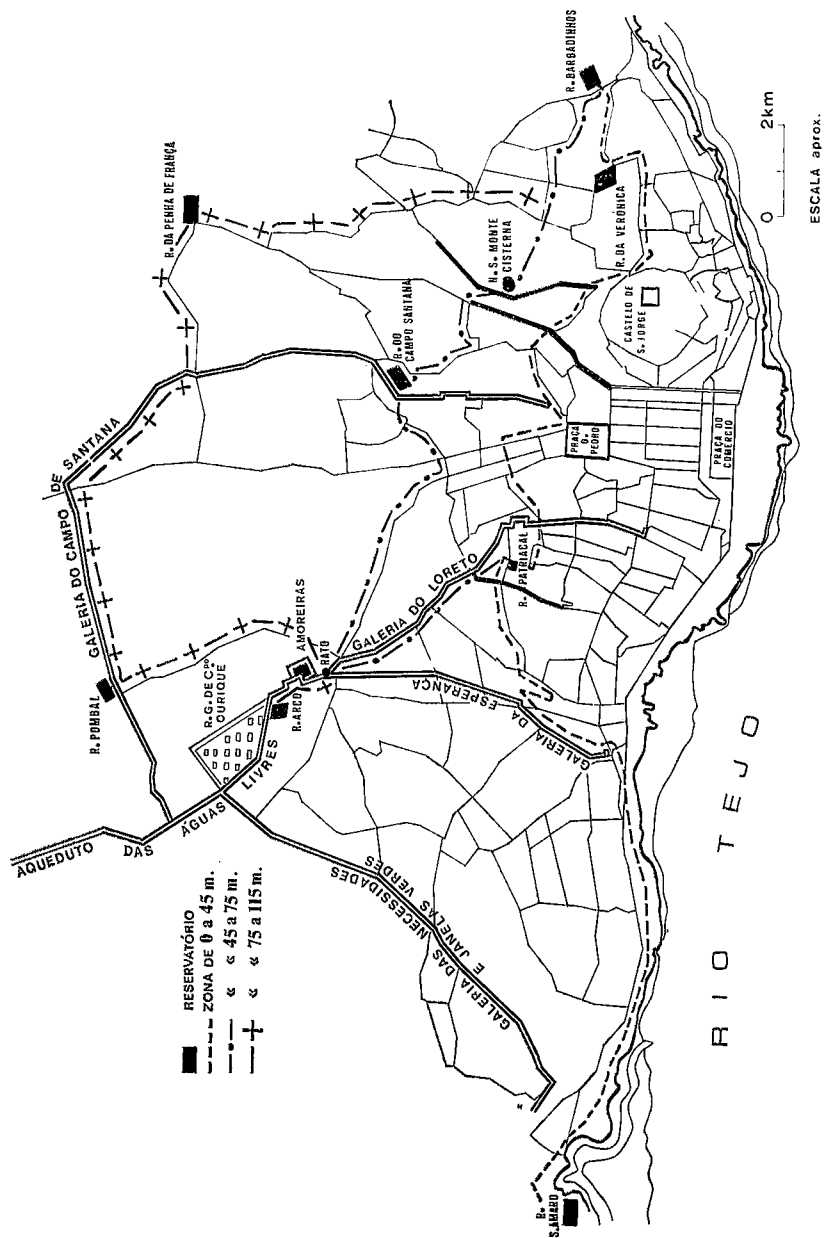 AQUEDUTO DAS ÁGUAS LIVRES
GALERIA DO CAMPO DE SANTANA
R. DA PENHA DE FRANÇA
R. POMBAL
R.G. DE Cᵖᵒ
OURIQUE
R. ARCO
AMOREIRAS
RATO
GALERIA DO LORETO
GALERIA DA ESPERANÇA
GALERIA DAS NECESSIDADES
E JANELAS VERDES
R. DO
CAMPO SANTANA
N.S. MONTE
CISTERNA
R. BARBADINHOS
R. DA VERÓNICA
CASTELO DE
S. JORGE
R. PATRIACAL
PRAÇA
D.
PEDRO
PRAÇA DO
COMERCIO
R.
S. AMARO
RIO TEJO
RESERVATÓRIO
ZONA DE 0 a 45 m.
« « 45 a 75 m.
« « 75 a 115 m.
0 2km
ESCALA aprox.